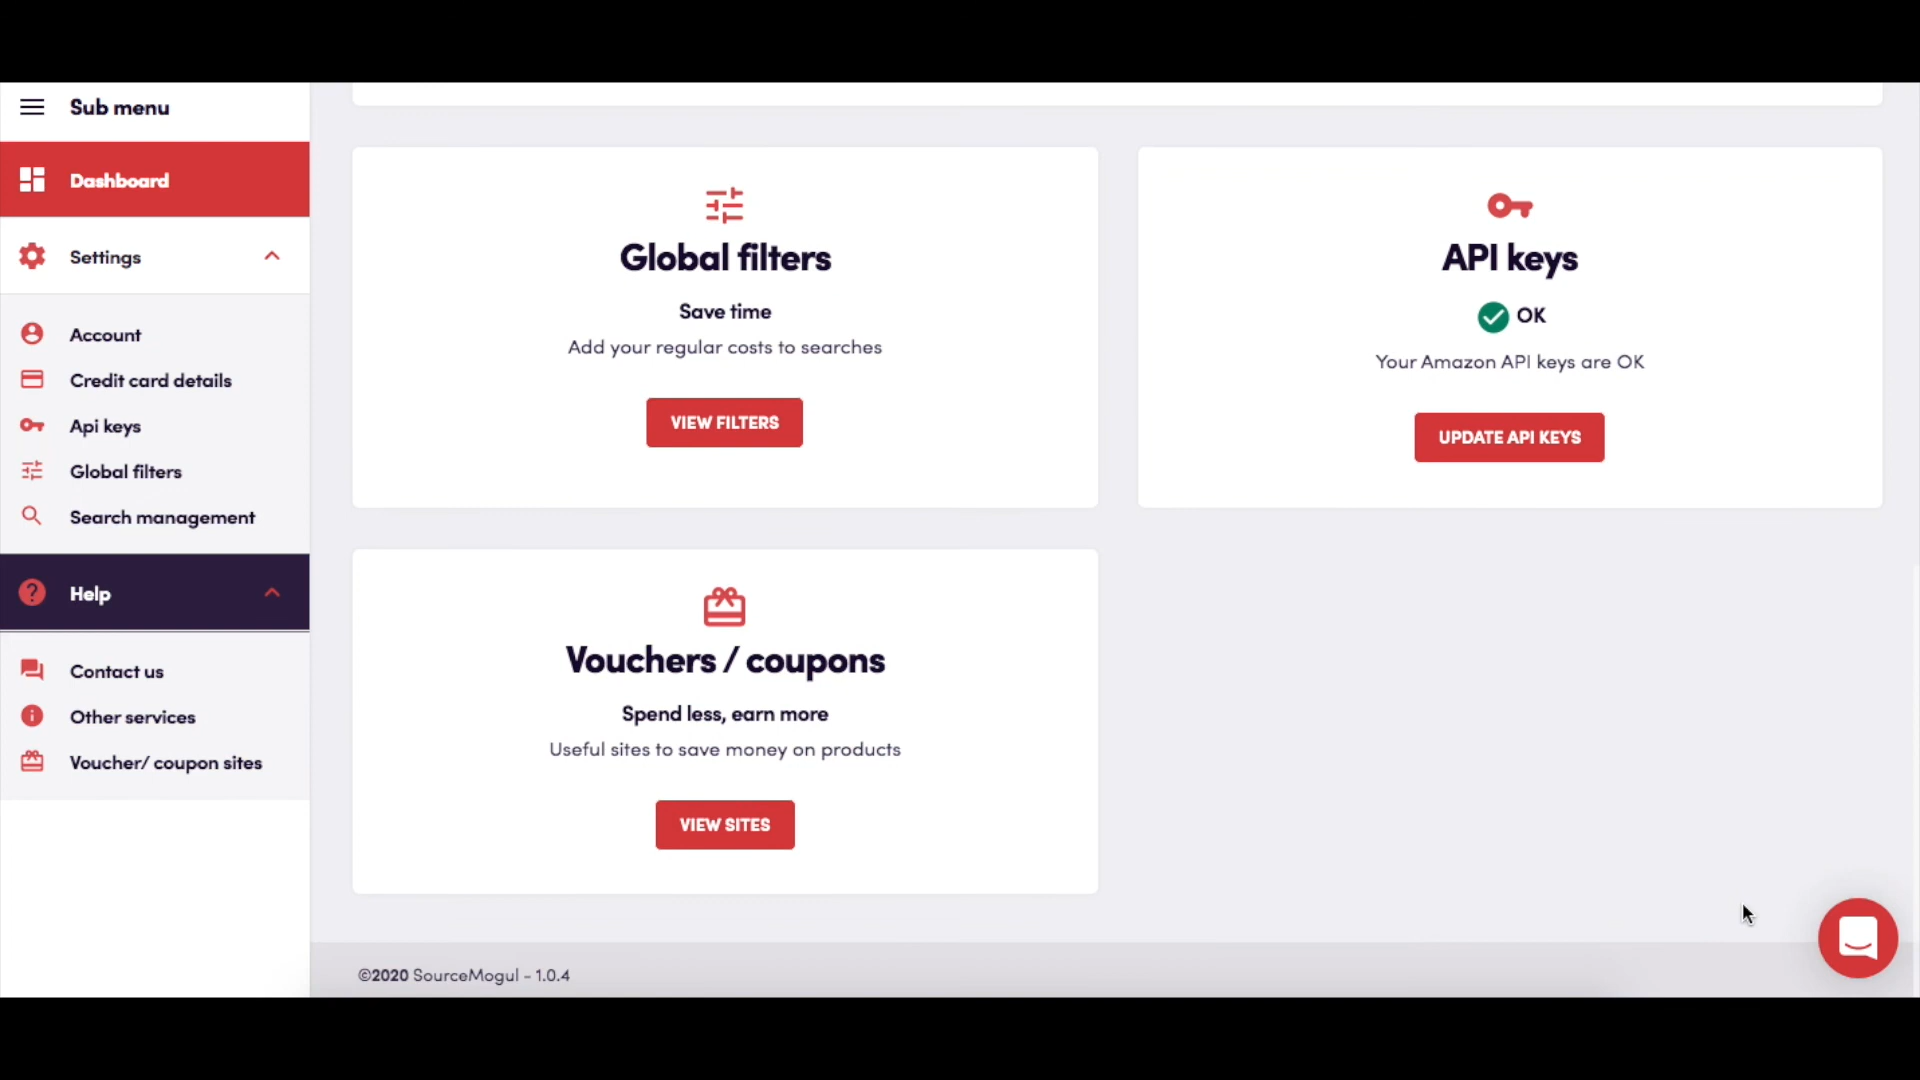 Sub menu
Dashboard
Settings
Account
Credit card details
Api keys
Global filters
Search management
Help
Contact us
Other services
Voucher/ coupon sites
Global filters
Save time
Add your regular costs to searches
VIEW FILTERS
API keys
OK
Your Amazon API keys are OK
UPDATE API KEYS
Vouchers / coupons
Spend less, earn more
Useful sites to save money on products
VIEW SITES
©2020 SourceMogul - 1.0.4